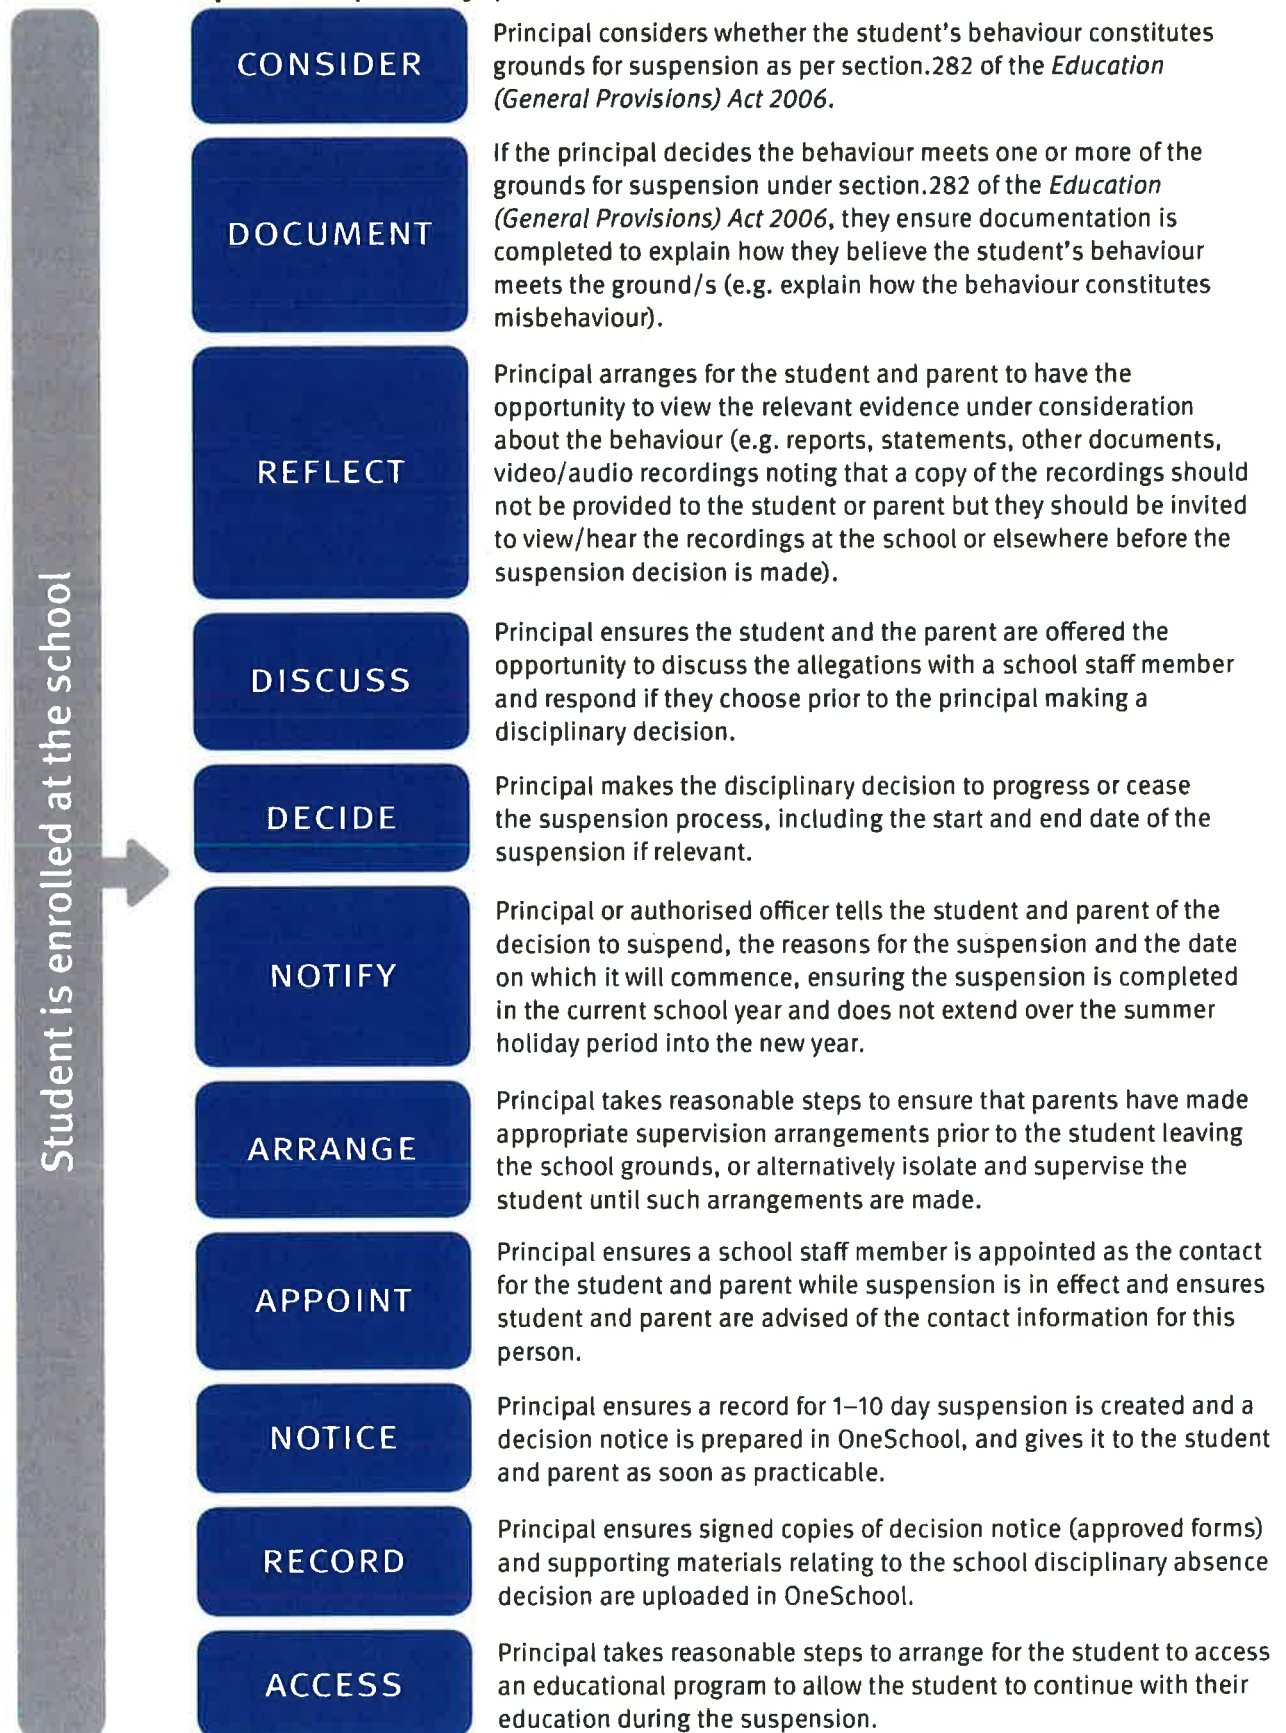 CONSIDER
Principal considers whether the student's behaviour constitutes
grounds for suspension as per section.282 of the Education
(General Provisions) Act 2006.
DOCUMENT
If the principal decides the behaviour meets one or more of the
grounds for suspension under section.282 of the Education
(General Provisions) Act 2006, they ensure documentation is
completed to explain how they believe the student's behaviour
meets the ground/s (e.g. explain how the behaviour constitutes
misbehaviour).
REFLECT
Principal arranges for the student and parent to have the
opportunity to view the relevant evidence under consideration
about the behaviour (e.g. reports, statements, other documents,
video/audio recordings noting that a copy of the recordings should
not be provided to the student or parent but they should be invited
to view/hear the recordings at the school or elsewhere before the
suspension decision is made).
DISCUSS
Principal ensures the student and the parent are offered the
opportunity to discuss the allegations with a school staff member
and respond if they choose prior to the principal making a
disciplinary decision.
Student is enrolled at the school
DECIDE
Principal makes the disciplinary decision to progress or cease
the suspension process, including the start and end date of the
suspension if relevant.
NOTIFY
Principal or authorised officer tells the student and parent of the
decision to suspend, the reasons for the suspension and the date
on which it will commence, ensuring the suspension is completed
in the current school year and does not extend over the summer
holiday period into the new year.
ARRANGE
Principal takes reasonable steps to ensure that parents have made
appropriate supervision arrangements prior to the student leaving
the school grounds, or alternatively isolate and supervise the
student until such arrangements are made.
APPOINT
Principal ensures a school staff member is appointed as the contact
for the student and parent while suspension is in effect and ensures
student and parent are advised of the contact information for this
person.
NOTICE
Principal ensures a record for 1–10 day suspension is created and a
decision notice is prepared in OneSchool, and gives it to the student
and parent as soon as practicable.
RECORD
Principal ensures signed copies of decision notice (approved forms)
and supporting materials relating to the school disciplinary absence
decision are uploaded in OneSchool.
ACCESS
Principal takes reasonable steps to arrange for the student to access
an educational program to allow the student to continue with their
education during the suspension.